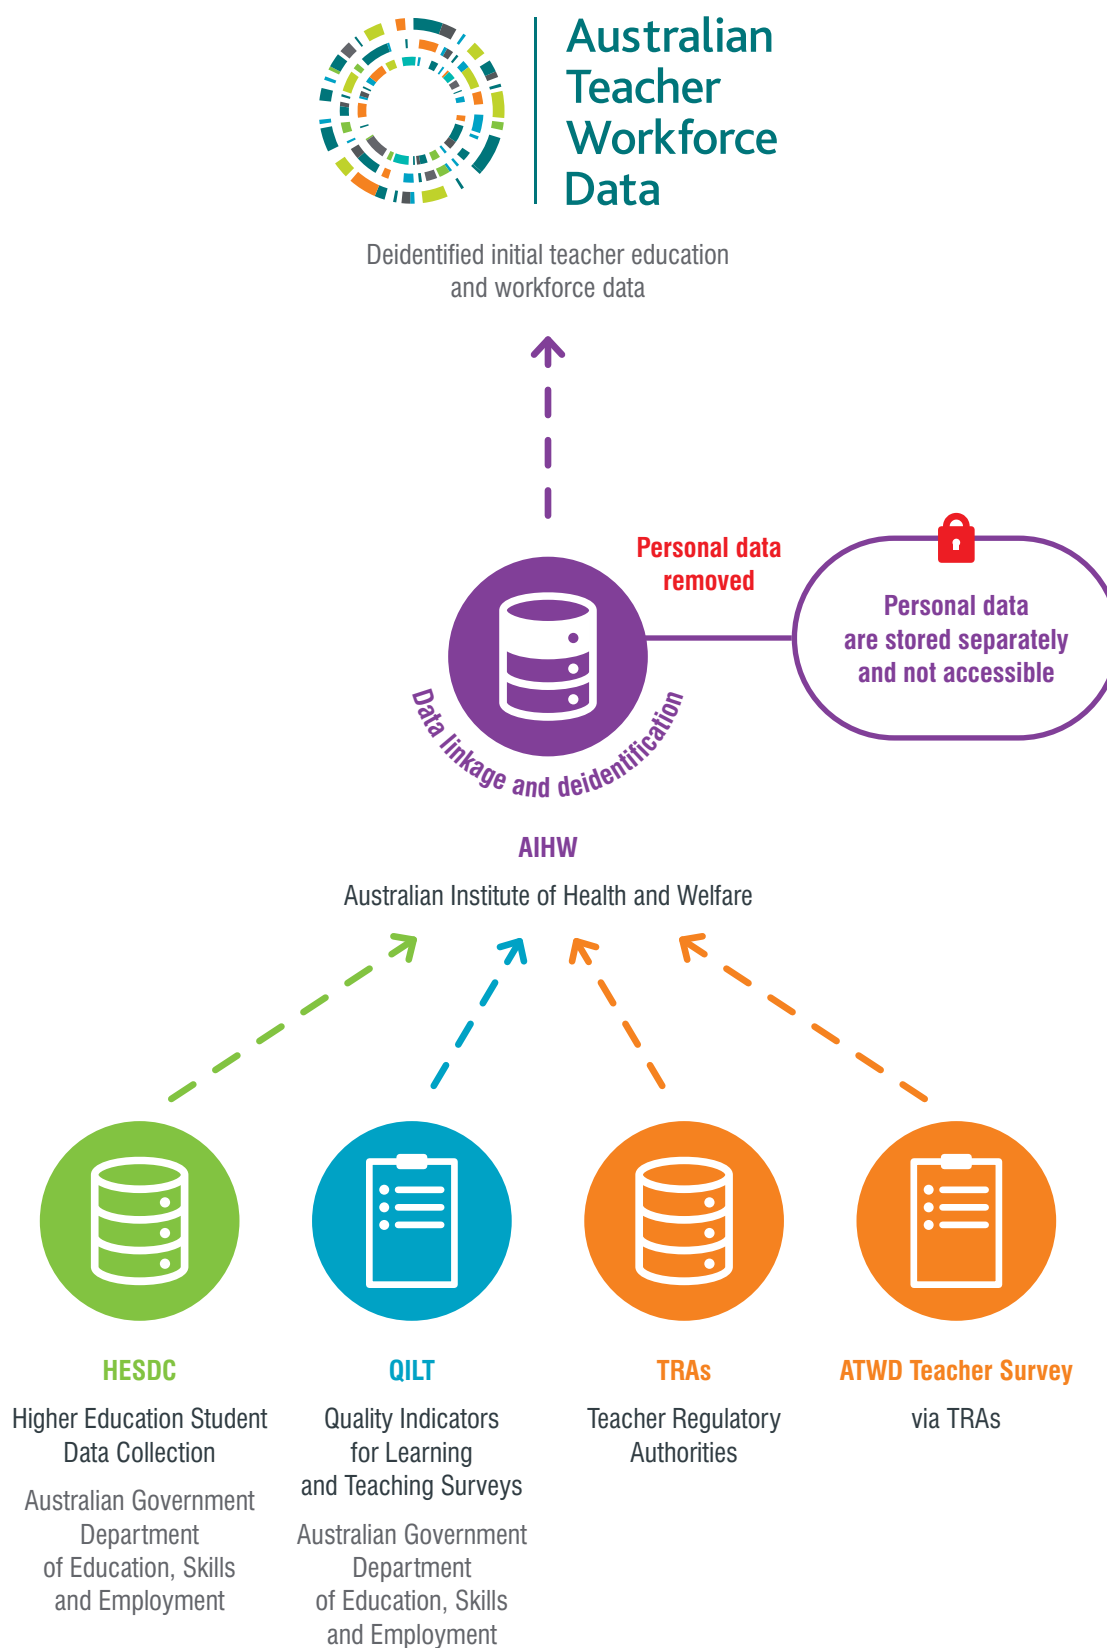 Australian
Teacher
Workforce
Data
Deidentified initial teacher education
and workforce data
Personal data
removed
Personal data
are stored separately
and not accessible
Data linkage and deidentification
AIHW
Australian Institute of Health and Welfare
HESDC
Higher Education Student
Data Collection
Australian Government
Department
of Education, Skills
and Employment
QILT
Quality Indicators
for Learning
and Teaching Surveys
Australian Government
Department
of Education, Skills
and Employment
TRAs
Teacher Regulatory
Authorities
ATWD Teacher Survey
via TRAs